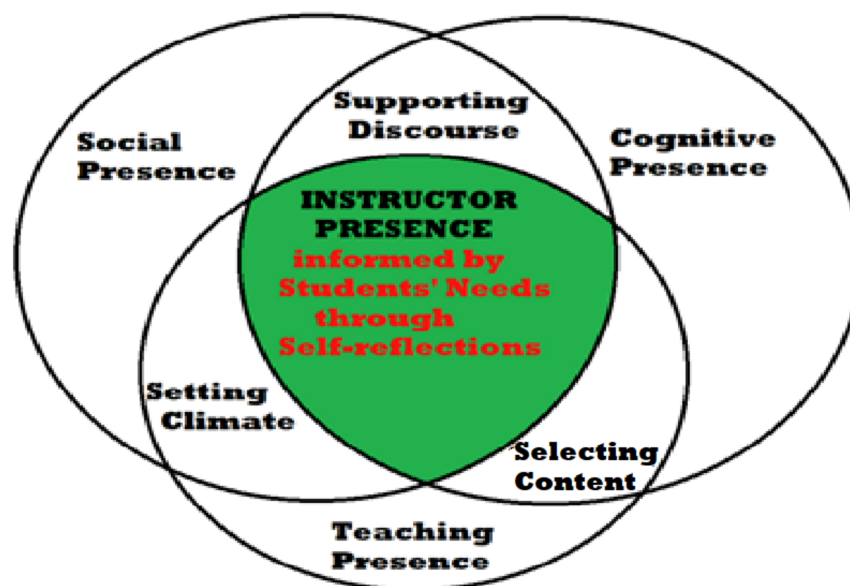 Supporting
Discourse
Social
Presence
Cognitive
Presence
INSTRUCTOR
PRESENCE
informed by
Students' Needs
through
Self-reflections
Setting
Climate
Selecting
Content
Teaching
Presence